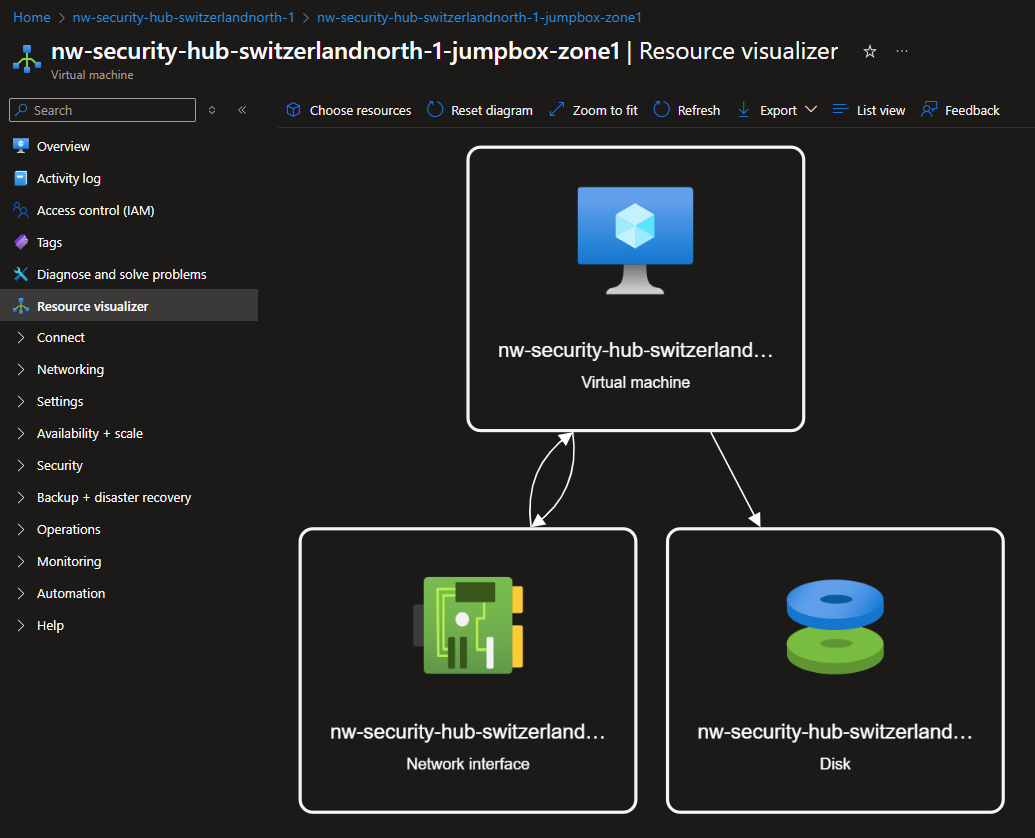 Home > nw-security-hub-switzerlandnorth-1 > nw-security-hub-switzerlandnorth-1-jumpbox-zone1
nw-security-hub-switzerlandnorth-1-jumpbox-zone1 | Resource visualizer
Virtual machine
Search
Choose resources Reset diagram Zoom to fit Refresh Export List view Feedback
Overview
Activity log
Access control (IAM)
Tags
Diagnose and solve problems
Resource visualizer
Connect
Networking
Settings
Availability + scale
Security
Backup + disaster recovery
Operations
Monitoring
Automation
Help
nw-security-hub-switzerland...
Virtual machine
nw-security-hub-switzerland...
Network interface
nw-security-hub-switzerland...
Disk